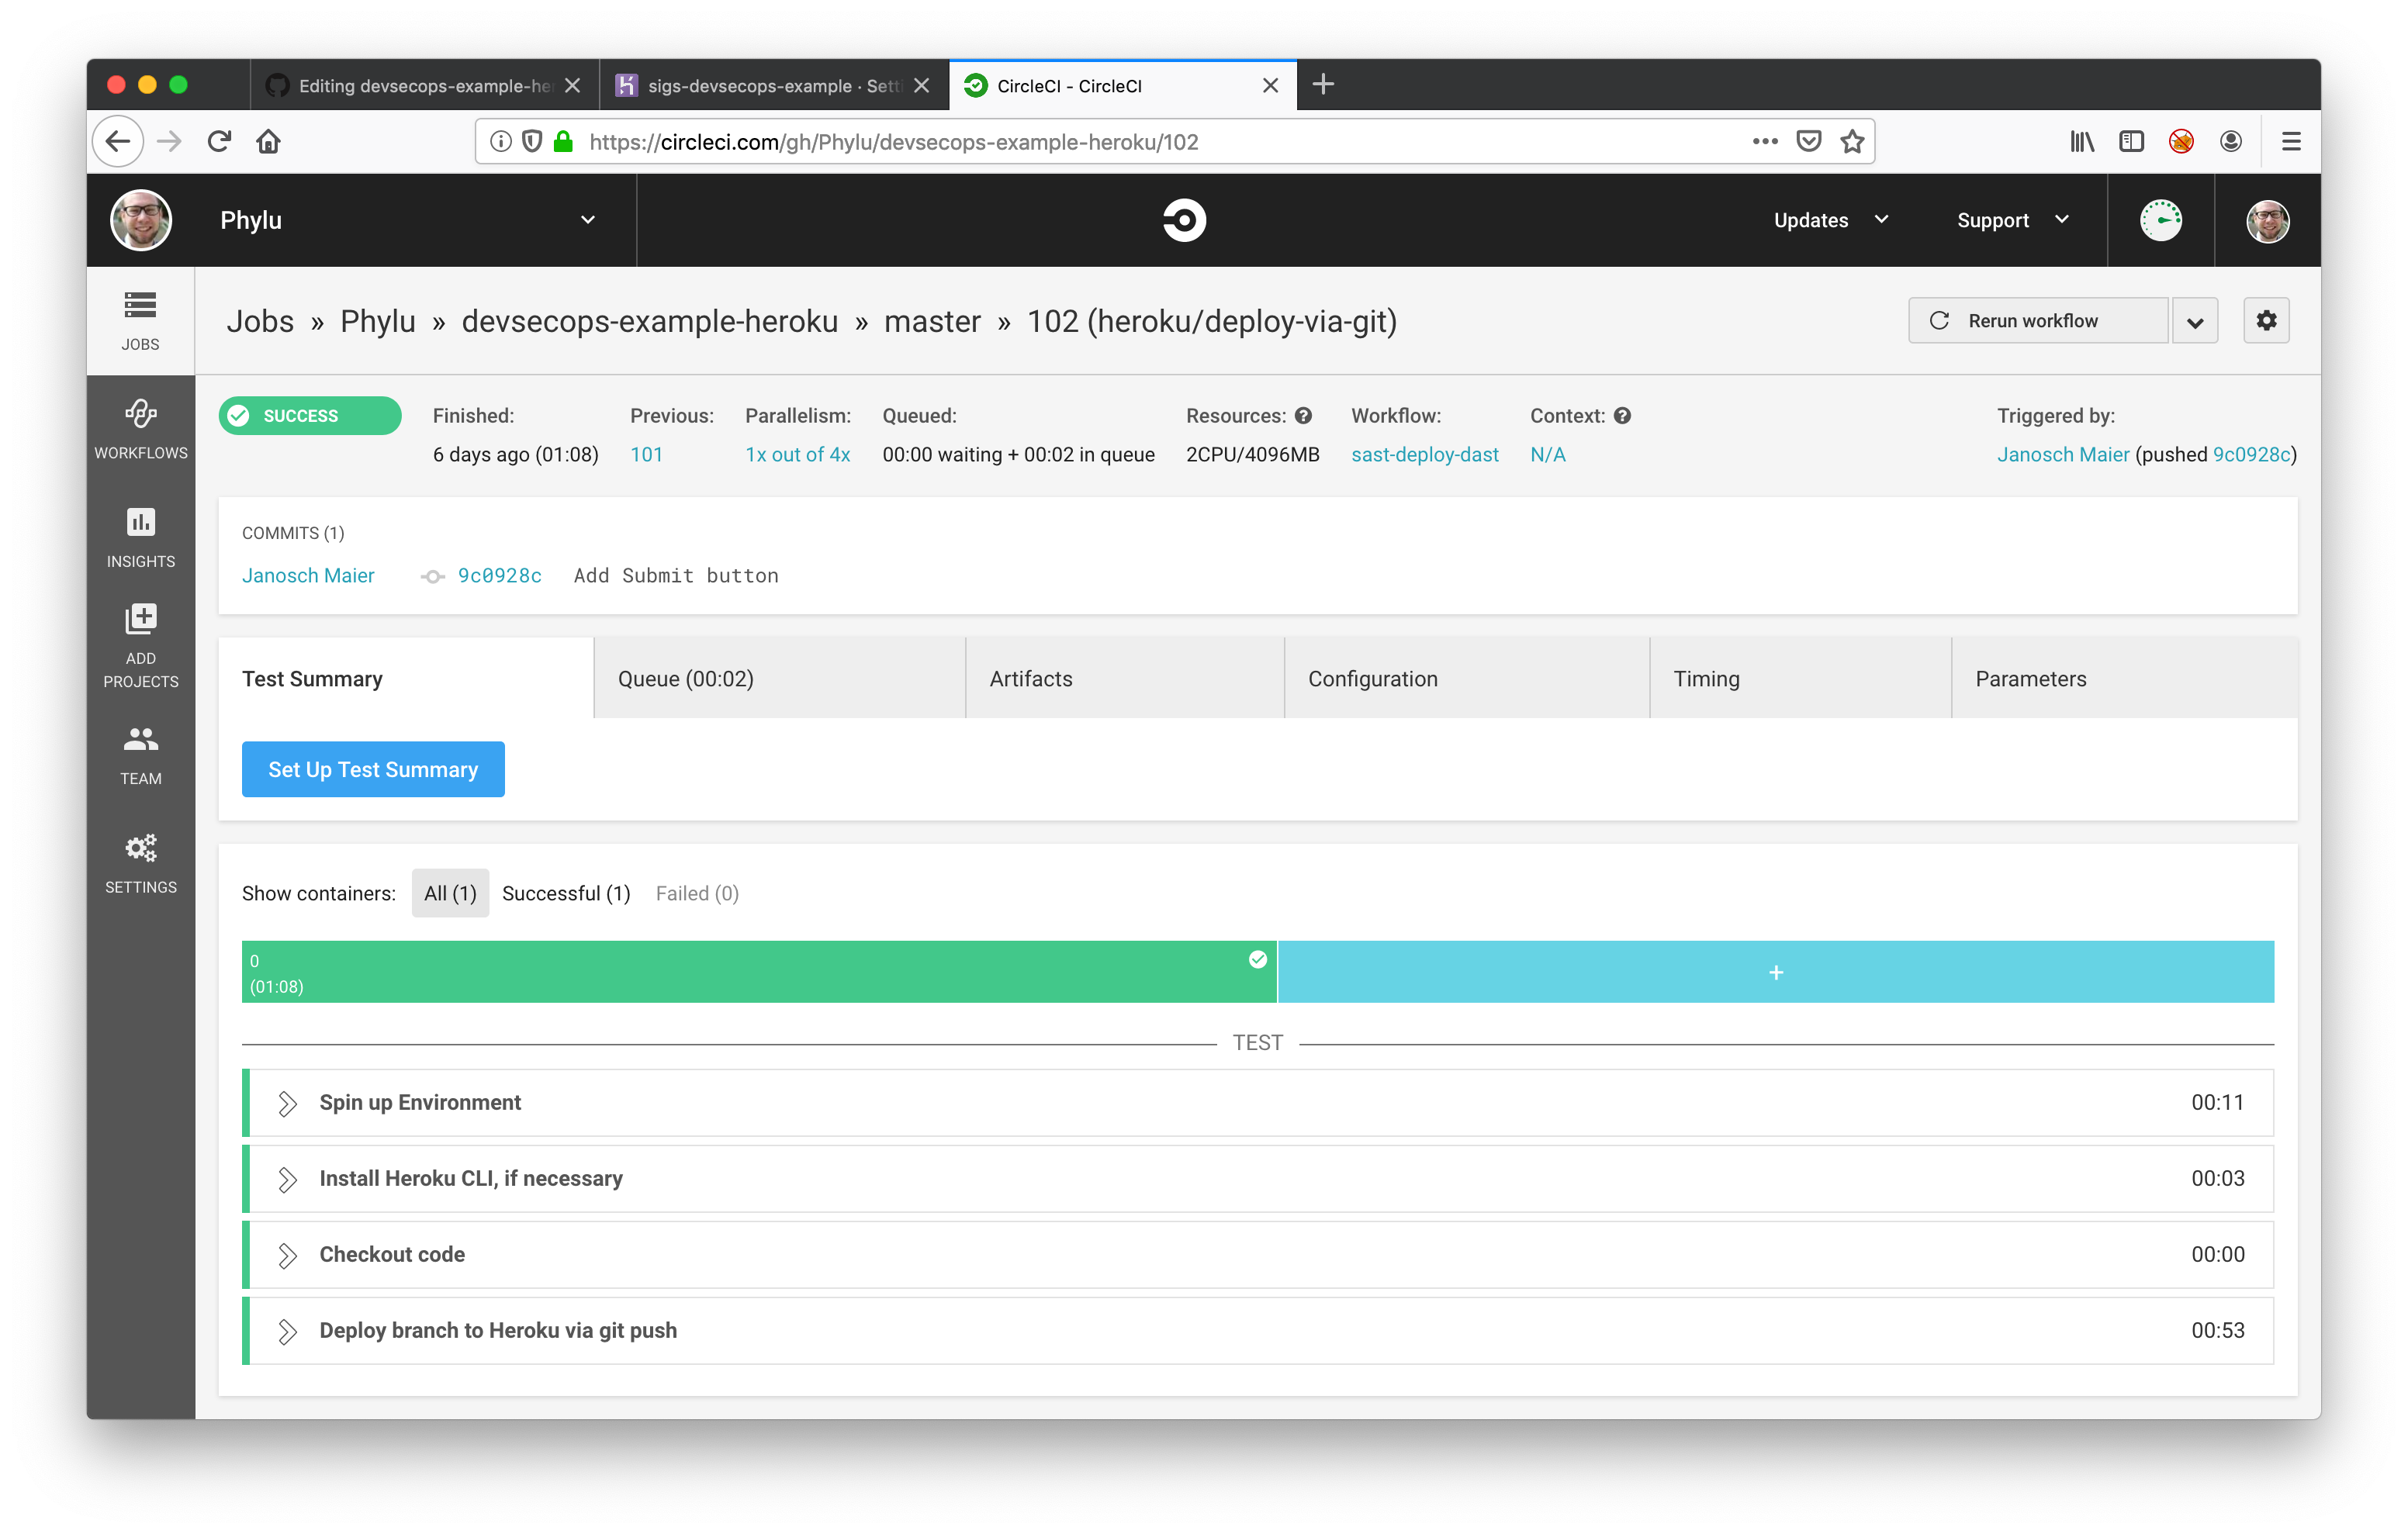 Editing devsecops-example-he
sigs-devsecops-example · Sett
CircleCI - CircleCI
https://circleci.com/gh/Phylu/devsecops-example-heroku/102
Phylu
Updates
Support
JOBS
WORKFLOWS
INSIGHTS
ADD
PROJECTS
TEAM
SETTINGS
Jobs » Phylu » devsecops-example-heroku » master » 102 (heroku/deploy-via-git)
Rerun workflow
SUCCESS
Finished:
6 days ago (01:08)
Previous:
101
Parallelism:
1x out of 4x
Queued:
00:00 waiting + 00:02 in queue
Resources:
2CPU/4096MB
Workflow:
sast-deploy-dast
Context:
N/A
Triggered by:
Janosch Maier (pushed 9c0928c)
COMMITS (1)
Janosch Maier 9c0928c Add Submit button
Test Summary
Queue (00:02)
Artifacts
Configuration
Timing
Parameters
Set Up Test Summary
Show containers: All (1) Successful (1) Failed (0)
0
(01:08)
+
TEST
Spin up Environment 00:11
Install Heroku CLI, if necessary 00:03
Checkout code 00:00
Deploy branch to Heroku via git push 00:53